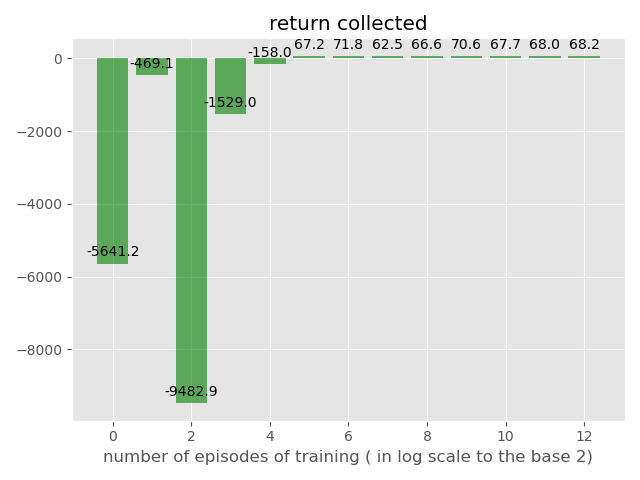 return collected
67.2 71.8 62.5 66.6 70.6 67.7 68.0 68.2
-158.0
-469.1
-1529.0
-5641.2
-9482.9
0
−2000
−4000
−6000
−8000
0 2 4 6 8 10 12
number of episodes of training ( in log scale to the base 2)